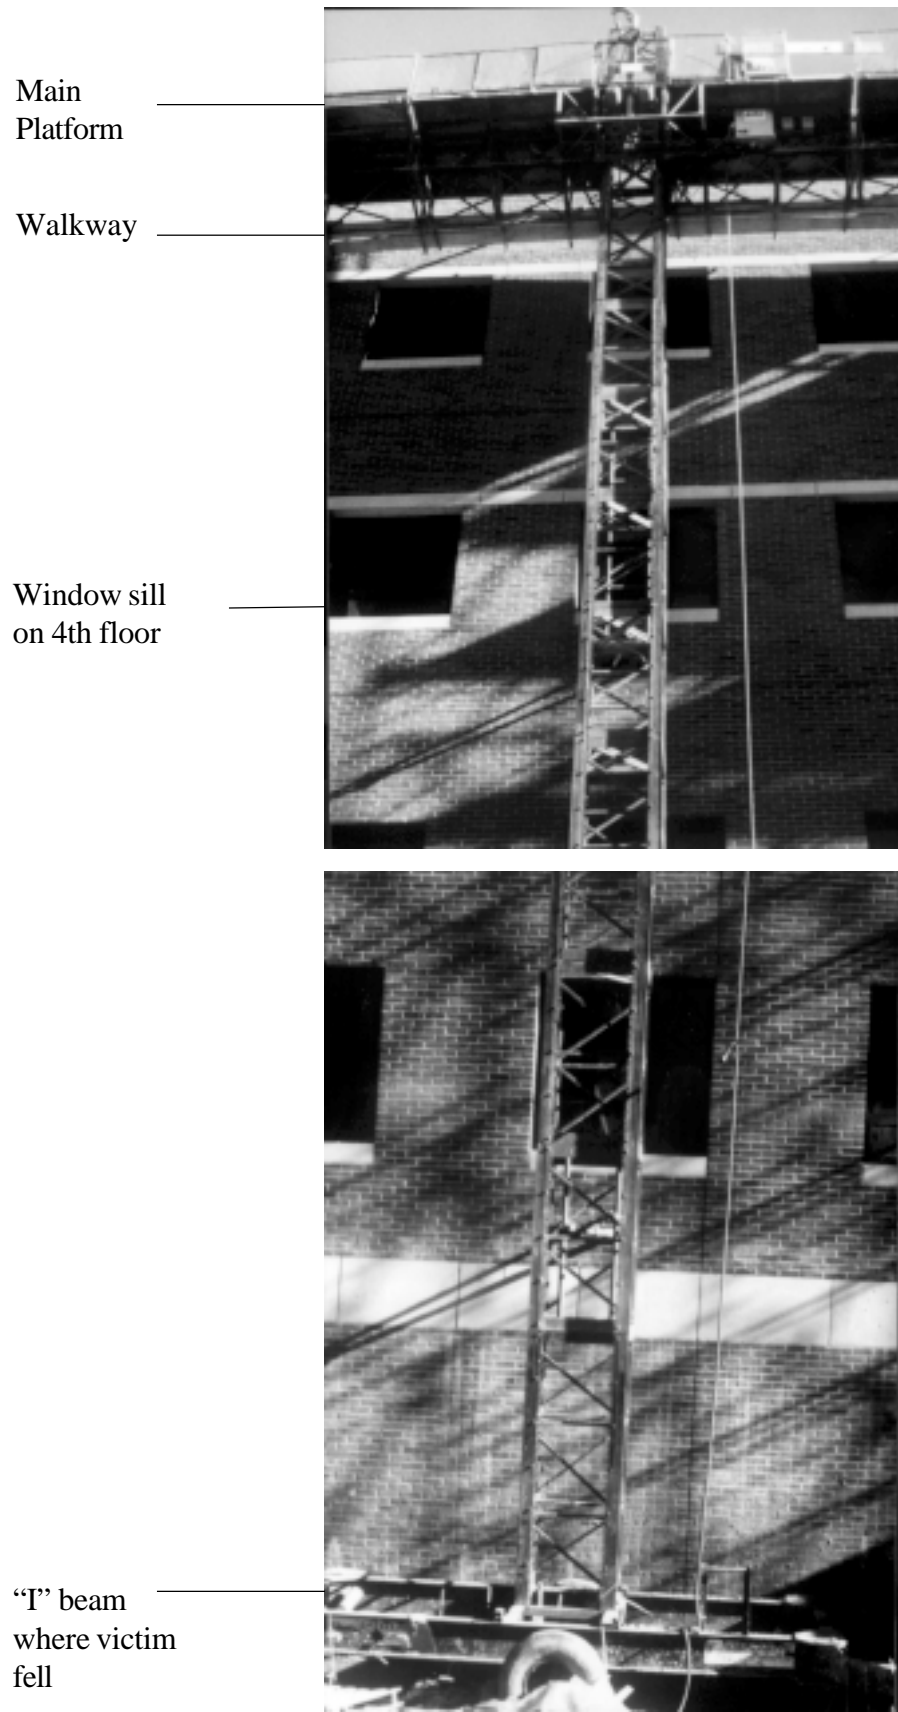 Main
Platform
Walkway
Window sill
on 4th floor
“I” beam
where victim
fell